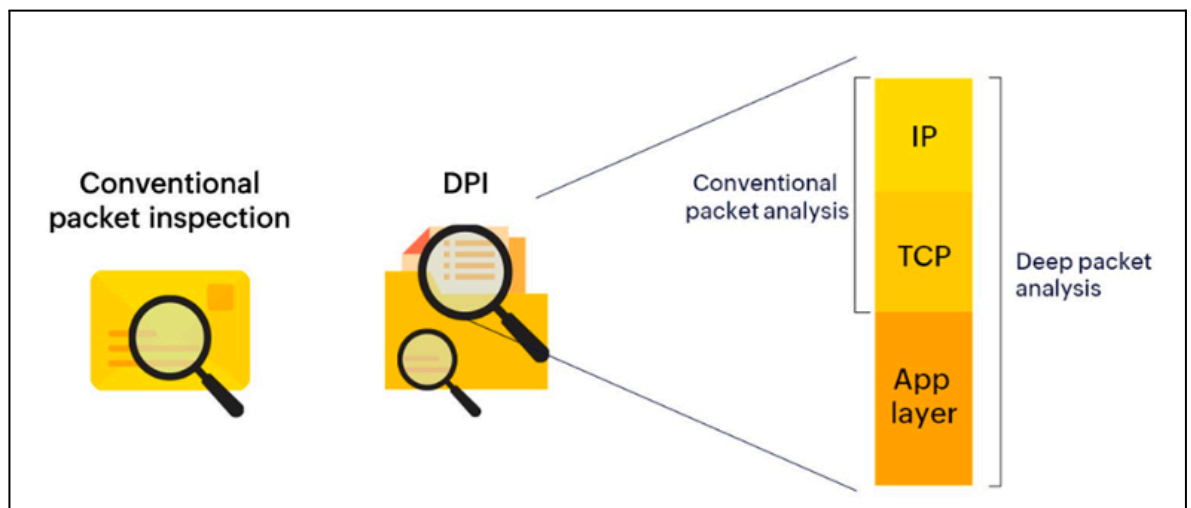 Conventional
packet inspection
DPI
Conventional
packet analysis
IP
TCP
App
layer
Deep packet
analysis